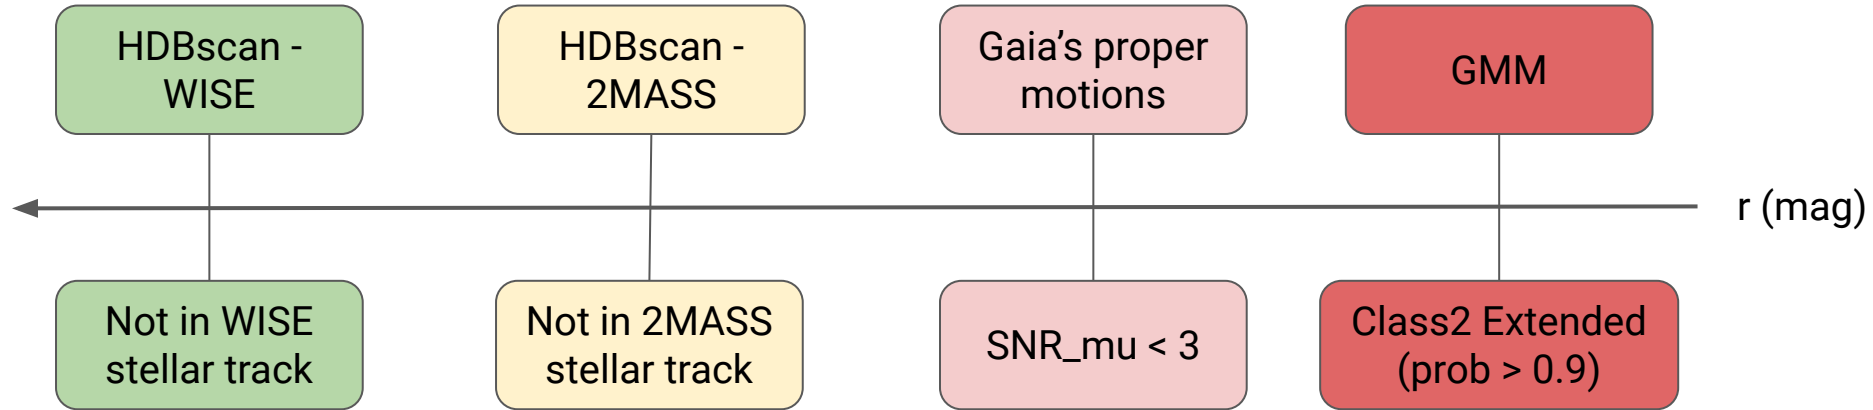 HDBscan -
WISE
HDBscan -
2MASS
Gaia’s proper
motions
GMM
r (mag)
Not in WISE
stellar track
Not in 2MASS
stellar track
SNR_mu < 3
Class2 Extended
(prob > 0.9)